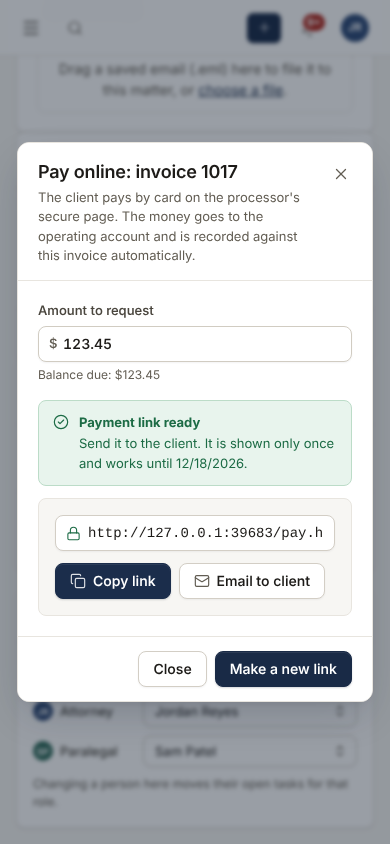 9+
JR
Drag a saved email (.eml) here to file it to
this matter, or choose a file.
Pay online: invoice 1017
The client pays by card on the processor's
secure page. The money goes to the
operating account and is recorded against
this invoice automatically.
Amount to request
$ 123.45
Balance due: $123.45
Payment link ready
Send it to the client. It is shown only once
and works until 12/18/2026.
http://127.0.0.1:39683/pay.h
Copy link Email to client
Close Make a new link
Attorney Jordan Reyes
Paralegal Sam Patel
Changing a person here moves their open tasks for that
role.